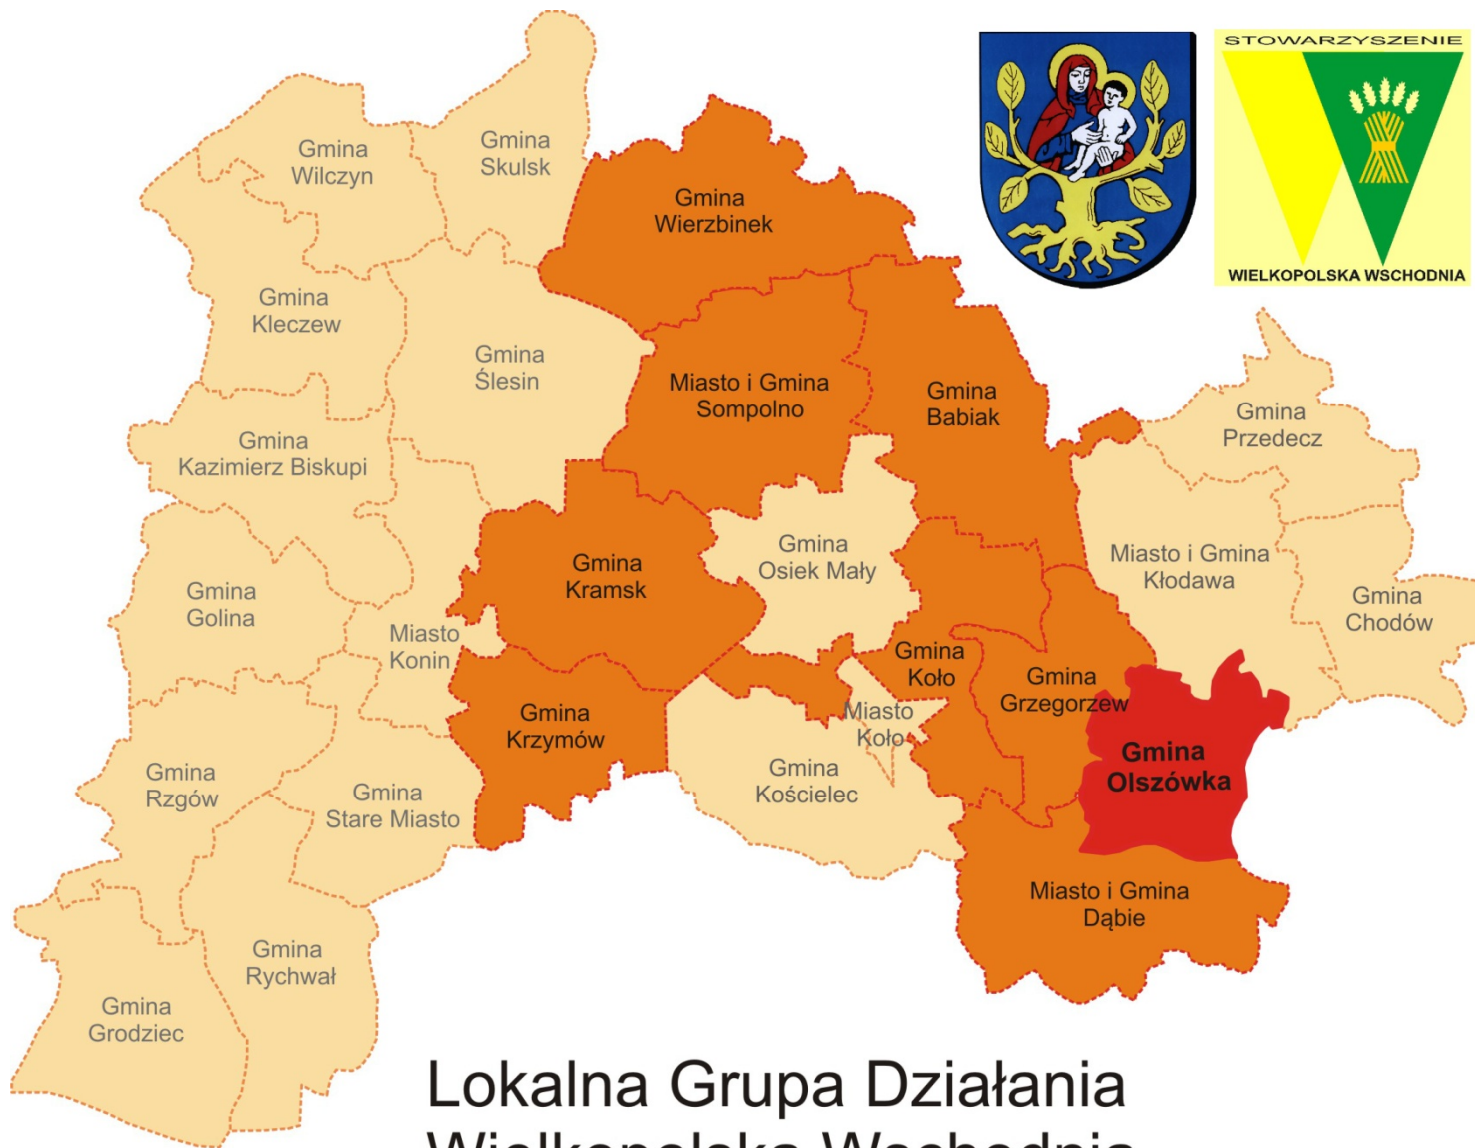 STOWARZYSZENIE
WIELKOPOLSKA WSCHODNIA
Gmina
Wilczyn
Gmina
Skulsk
Gmina
Wierzbinek
Gmina
Kleczew
Gmina
Ślesin
Miasto i Gmina
Sompolno
Gmina
Babiak
Gmina
Przedecz
Gmina
Kazimierz Biskupi
Gmina
Kramsk
Gmina
Osiek Mały
Miasto i Gmina
Kłodawa
Gmina
Chodów
Gmina
Golina
Miasto
Konin
Gmina
Koło
Gmina
Grzegorzew
Gmina
Krzymów
Miasto
Koło
Gmina
Olszówka
Gmina
Rzgów
Gmina
Stare Miasto
Gmina
Kościelec
Miasto i Gmina
Dąbie
Gmina
Rychwał
Gmina
Grodziec
Lokalna Grupa Działania
Wielkopolska Wschodnia